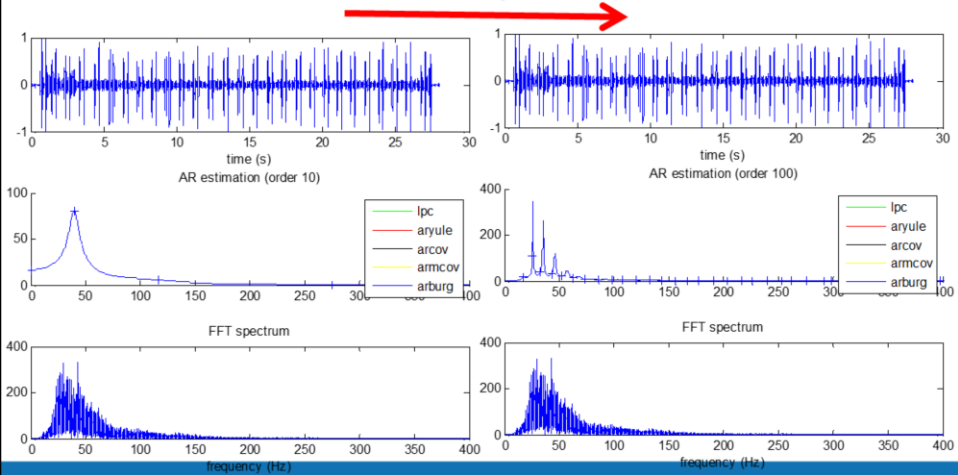 1
0
-1
0 5 10 15 20 25 30
time (s)
AR estimation (order 10)
100
50
0
0 50 100 150 200 250 300 400
lpc
aryule
arcov
armcov
arburg
FFT spectrum
400
200
0
0 50 100 150 200 250 300 350 400
frequency (Hz)
1
0
-1
0 5 10 15 20 25 30
time (s)
AR estimation (order 100)
400
200
0
0 50 100 150 200 250 300 400
lpc
aryule
arcov
armcov
arburg
FFT spectrum
400
200
0
0 50 100 150 200 250 300 350 400
frequency (Hz)